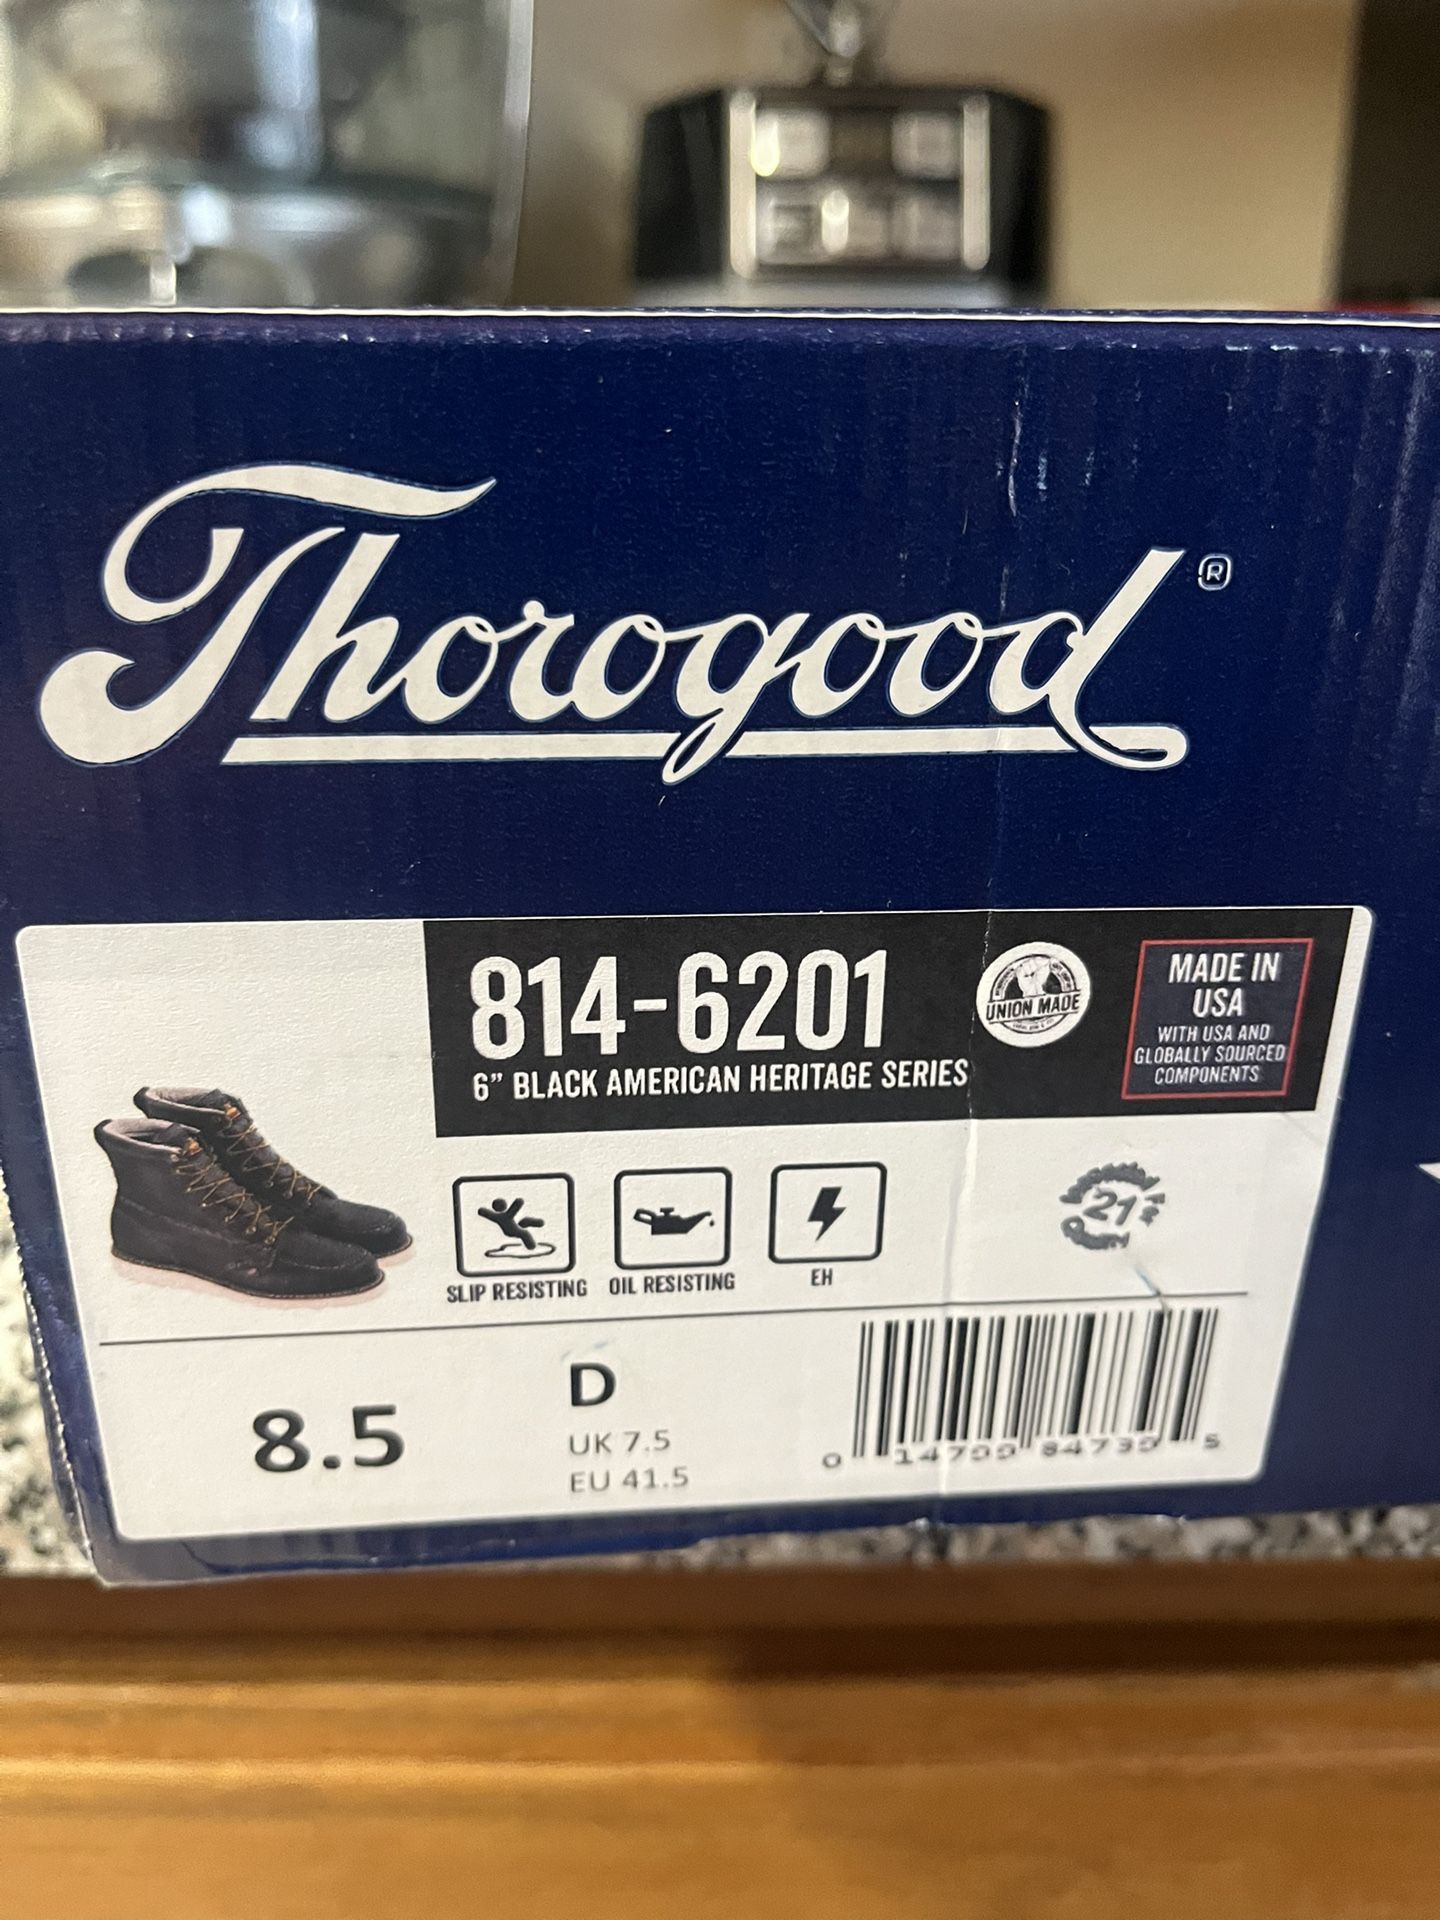 Thorogood®
814-6201
6" BLACK AMERICAN HERITAGE SERIES
UNION MADE
MADE IN
USA
WITH USA AND
GLOBALLY SOURCED
COMPONENTS
SLIP RESISTING
OIL RESISTING
EH
21
8.5
D
UK 7.5
EU 41.5